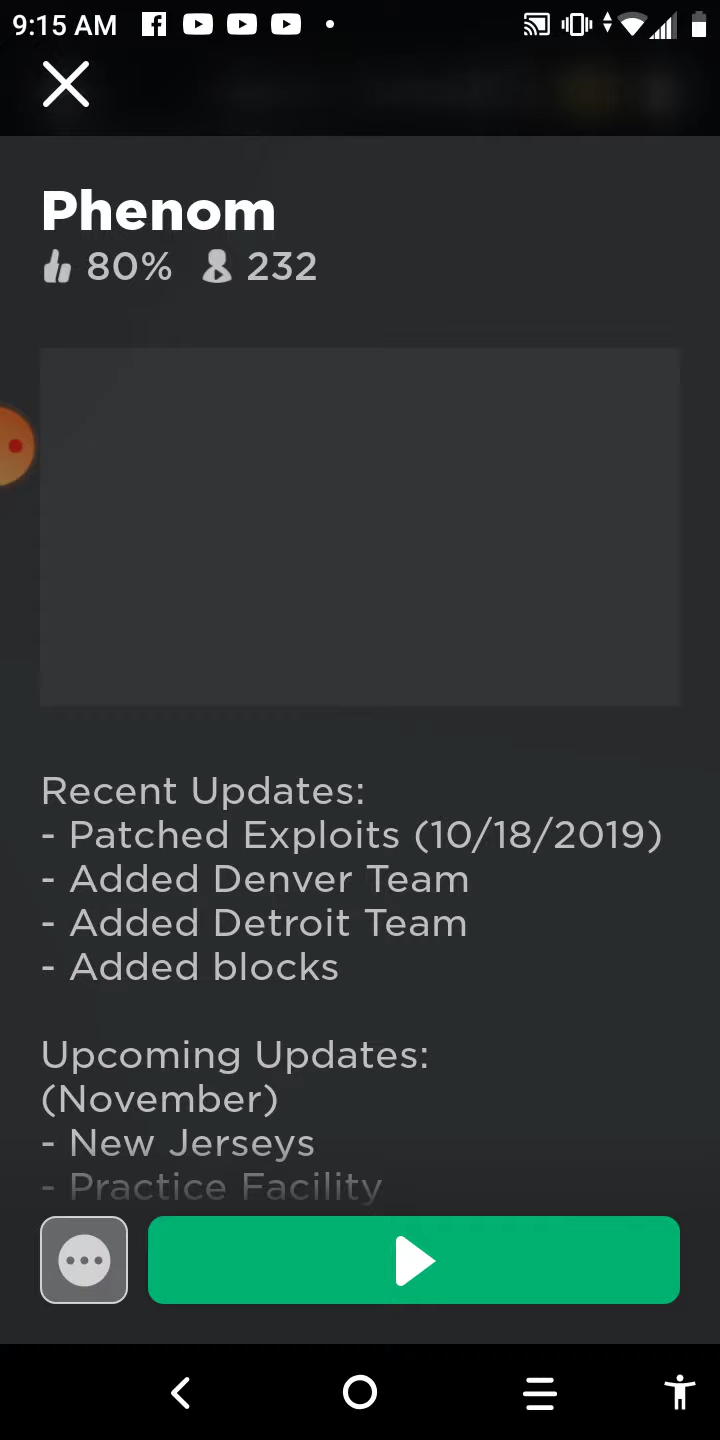 9:15 AM
Phenom
80% 232
Recent Updates:
- Patched Exploits (10/18/2019)
- Added Denver Team
- Added Detroit Team
- Added blocks
Upcoming Updates:
(November)
- New Jerseys
- Practice Facility